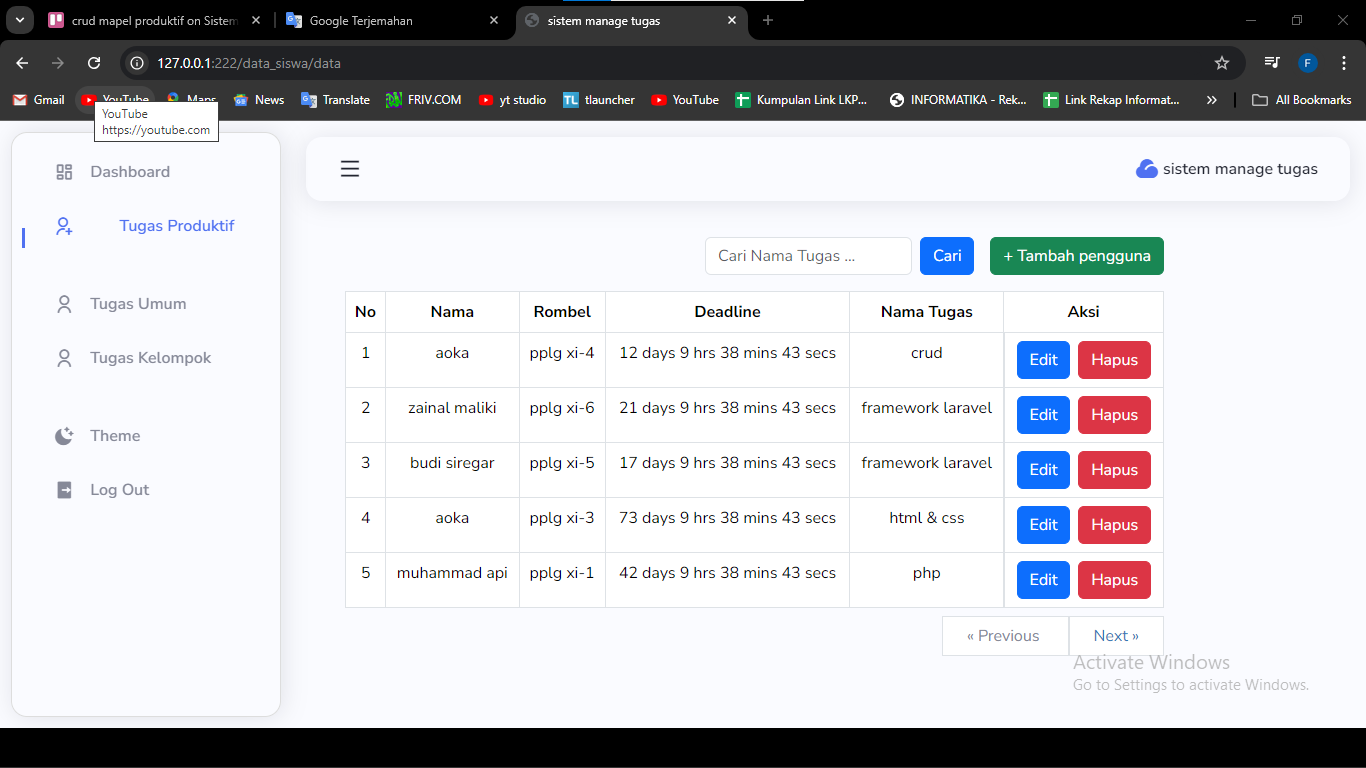 crud mapel produktif on Sistem
Google Terjemahan
sistem manage tugas
127.0.0.1:222/data_siswa/data
F
Gmail
YouTube
Maps
News
Translate
FRIV.COM
yt studio
TL tlauncher
YouTube
Kumpulan Link LKP...
INFORMATIKA - Rek...
Link Rekap Informat...
»
All Bookmarks
YouTube
https://youtube.com
Dashboard
Tugas Produktif
Tugas Umum
Tugas Kelompok
Theme
Log Out
sistem manage tugas
Cari Nama Tugas ...
Cari
+ Tambah pengguna
No Nama Rombel Deadline Nama Tugas Aksi
1 aoka pplg xi-4 12 days 9 hrs 38 mins 43 secs crud Edit Hapus
2 zainal maliki pplg xi-6 21 days 9 hrs 38 mins 43 secs framework laravel Edit Hapus
3 budi siregar pplg xi-5 17 days 9 hrs 38 mins 43 secs framework laravel Edit Hapus
4 aoka pplg xi-3 73 days 9 hrs 38 mins 43 secs html & css Edit Hapus
5 muhammad api pplg xi-1 42 days 9 hrs 38 mins 43 secs php Edit Hapus
« Previous Next »
Activate Windows
Go to Settings to activate Windows.